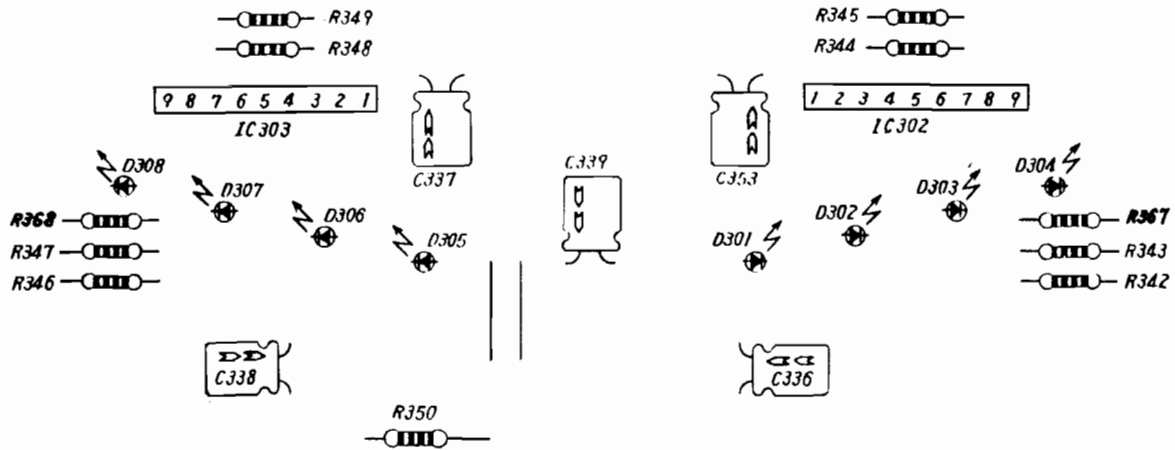 R349
R345
R348
R344
9 8 7 6 5 4 3 2 1
1 2 3 4 5 6 7 8 9
IC303
IC302
C337
C339
C353
D308
D304
D307
D303
R368
R367
D306
D302
R347
D305
D301
R343
R346
R342
C338
C336
R350